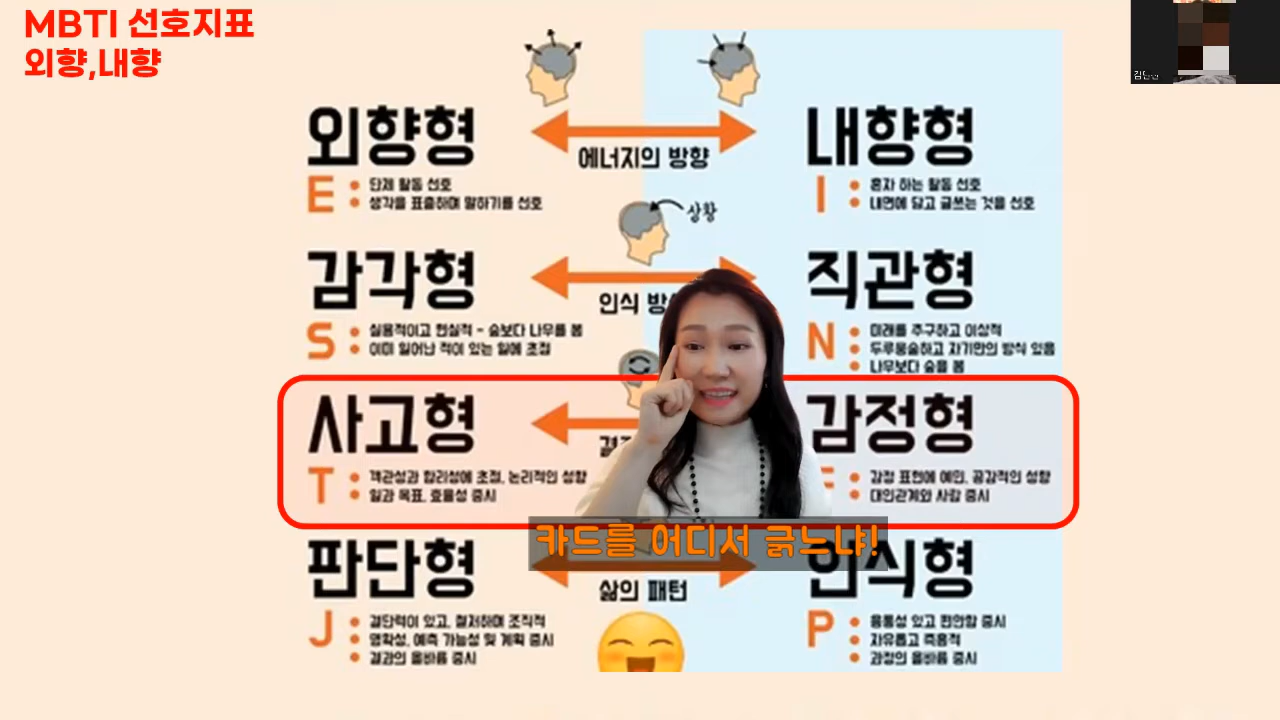 MBTI 선호지표
외향,내향
외향형
에너지의 방향
내향형
E : 단체 활동 선호
생각을 표출하며 말하기를 선호
I : 혼자 하는 활동 선호
내면에 담고 글쓰는 것을 선호
상황
감각형
인식
직관형
S : 실용적이고 현실적 - 숲보다 나무를 봄
이미 일어난 적이 있는 일에 초점
N : 미래를 추구하고 이상적
두루뭉술하고 자기만의 방식 있음
나무보다 숲을 봄
사고형
감정형
T : 객관성과 합리성에 초점, 논리적인 성향
일과 목표, 효율성 중시
F : 감정 표현에 예민, 공감적인 성향
대인관계와 사람 중시
카드를 어디서 긁느냐!
판단형
삶의 패턴
인식형
J : 결단력이 있고, 철저하며 조직적
명확성, 예측 가능성 및 계획 중시
결과의 올바름 중시
P : 융통성 있고 편안함 중시
자유롭고 즉흥적
과정의 올바름 중시